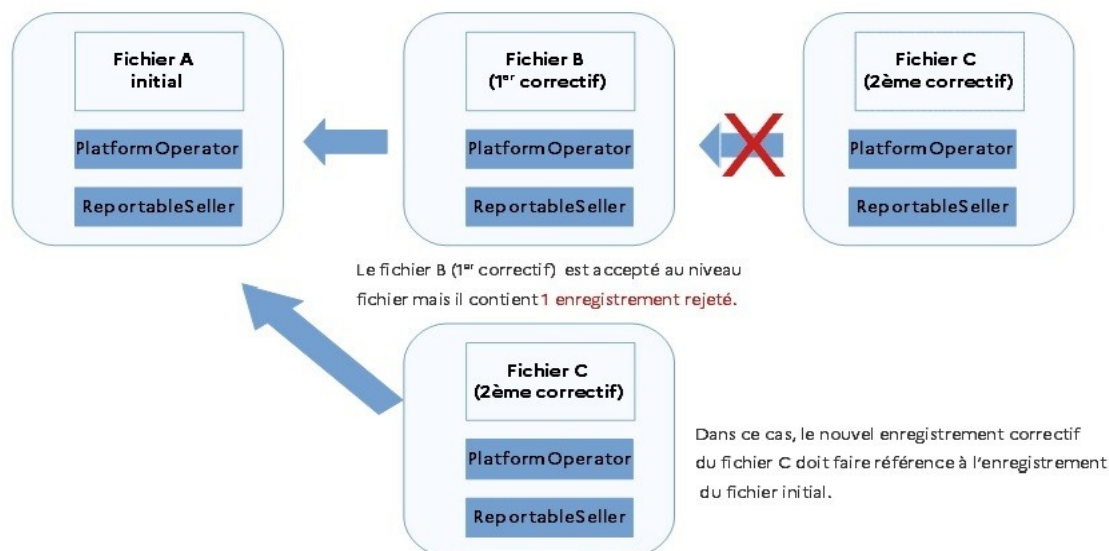 Fichier A
initial
PlatformOperator
ReportableSeller
Fichier B
(1er correctif)
PlatformOperator
ReportableSeller
Fichier C
(2ème correctif)
PlatformOperator
ReportableSeller
Le fichier B (1er correctif) est accepté au niveau
fichier mais il contient 1 enregistrement rejeté.
Fichier C
(2ème correctif)
PlatformOperator
ReportableSeller
Dans ce cas, le nouvel enregistrement correctif
du fichier C doit faire référence à l'enregistrement
du fichier initial.